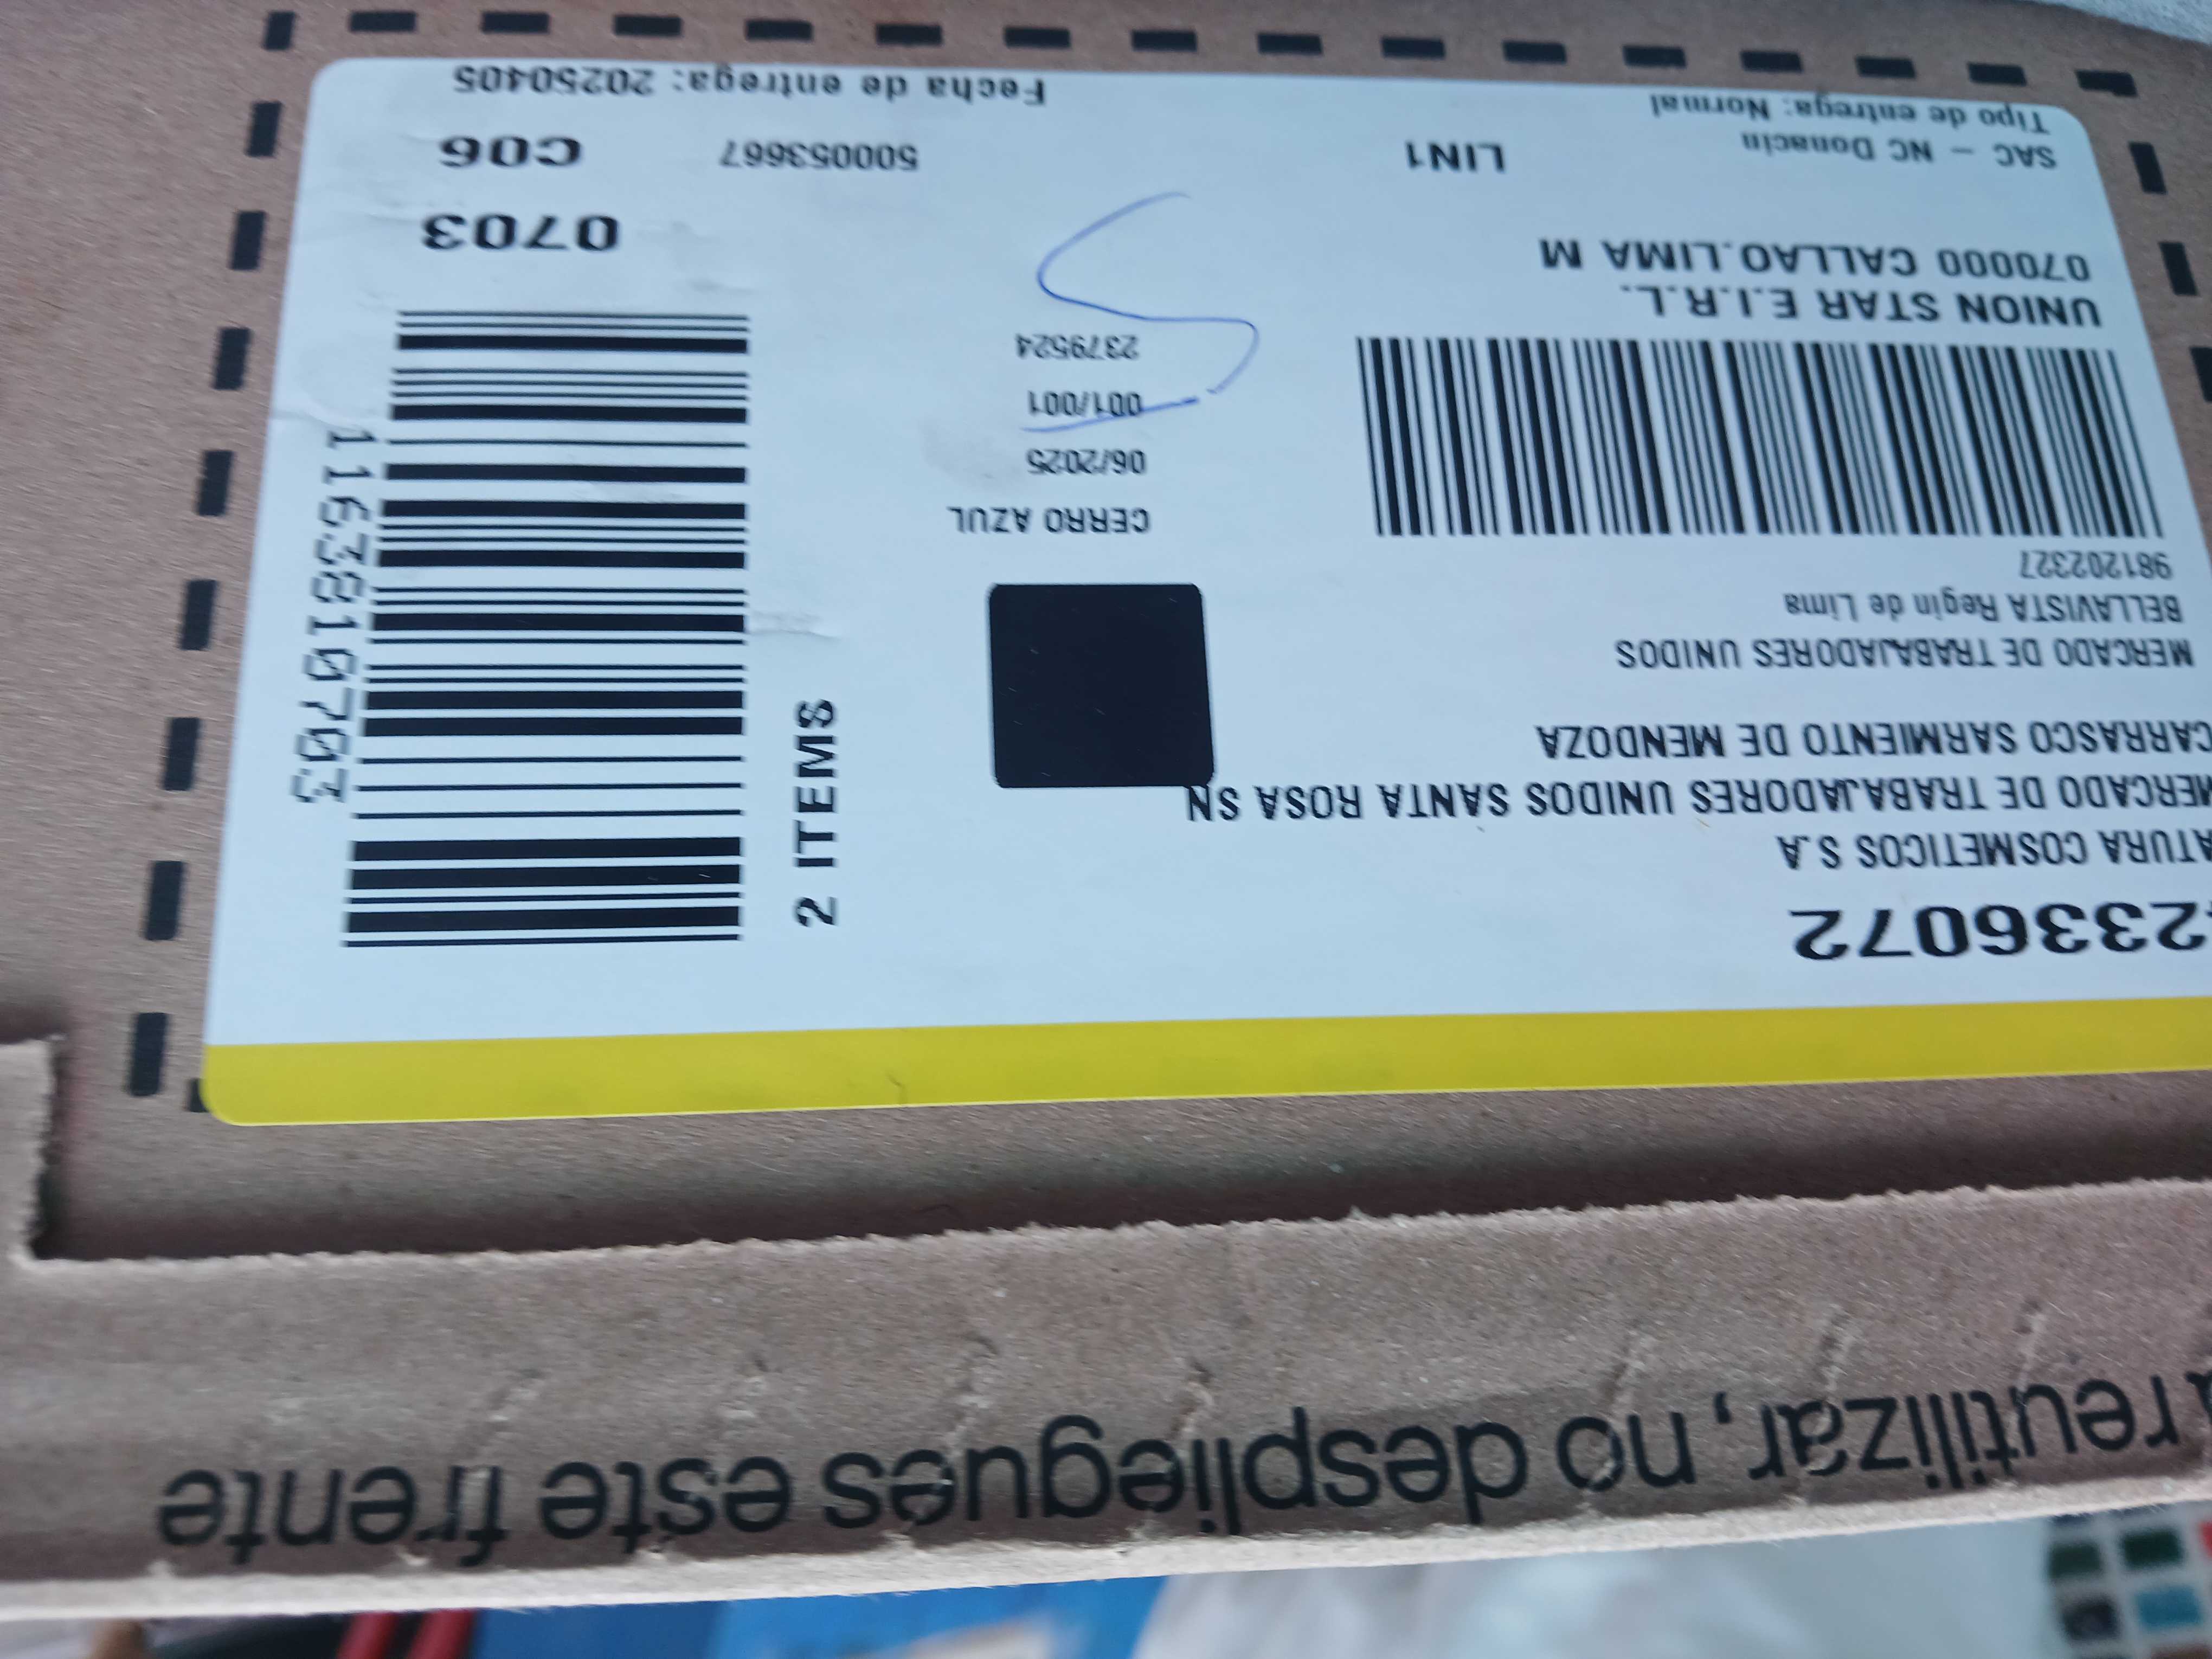 reutilizar, no despliegues este frente
2336072
ATURA COSMETICOS S.A
MERCADO DE TRABAJADORES UNIDOS SANTA ROSA SN
CARRASCO SARMIENTO DE MENDOZA
MERCADO DE TRABAJADORES UNIDOS
BELLAVISTA Regin de Lima
981202327
UNION STAR E.I.R.L.
070000 CALLAO.LIMA M
SAC - NC Donacin
LIN1
Tipo de entrega: Normal
CERRO AZUL
06/2025
001/001
2379524
500053667
Fecha de entrega: 20250405
2 ITEMS
1163810703
0703
C06